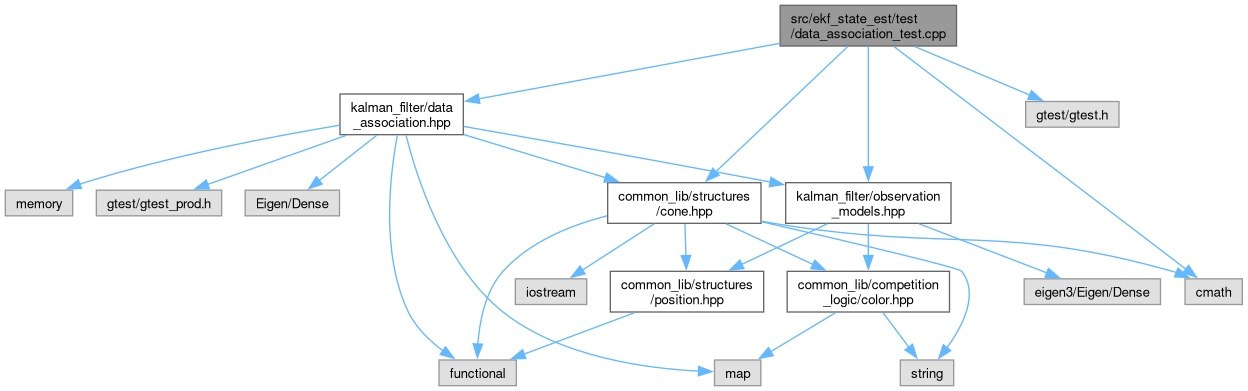 src/ekf_state_est/test
/data_association_test.cpp
kalman_filter/data
_association.hpp
gtest/gtest.h
memory
gtest/gtest_prod.h
Eigen/Dense
common_lib/structures
/cone.hpp
kalman_filter/observation
_models.hpp
iostream
common_lib/structures
/position.hpp
common_lib/competition
_logic/color.hpp
eigen3/Eigen/Dense
cmath
functional
map
string